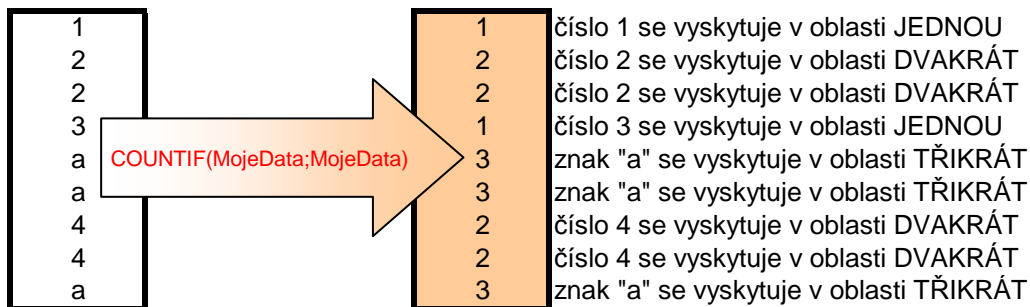 1 1 číslo 1 se vyskytuje v oblasti JEDNOU
2 2 číslo 2 se vyskytuje v oblasti DVAKRÁT
2 2 číslo 2 se vyskytuje v oblasti DVAKRÁT
3 1 číslo 3 se vyskytuje v oblasti JEDNOU
a COUNTIF(MojeData;MojeData) 3 znak "a" se vyskytuje v oblasti TŘIKRÁT
a 3 znak "a" se vyskytuje v oblasti TŘIKRÁT
4 2 číslo 4 se vyskytuje v oblasti DVAKRÁT
4 2 číslo 4 se vyskytuje v oblasti DVAKRÁT
a 3 znak "a" se vyskytuje v oblasti TŘIKRÁT